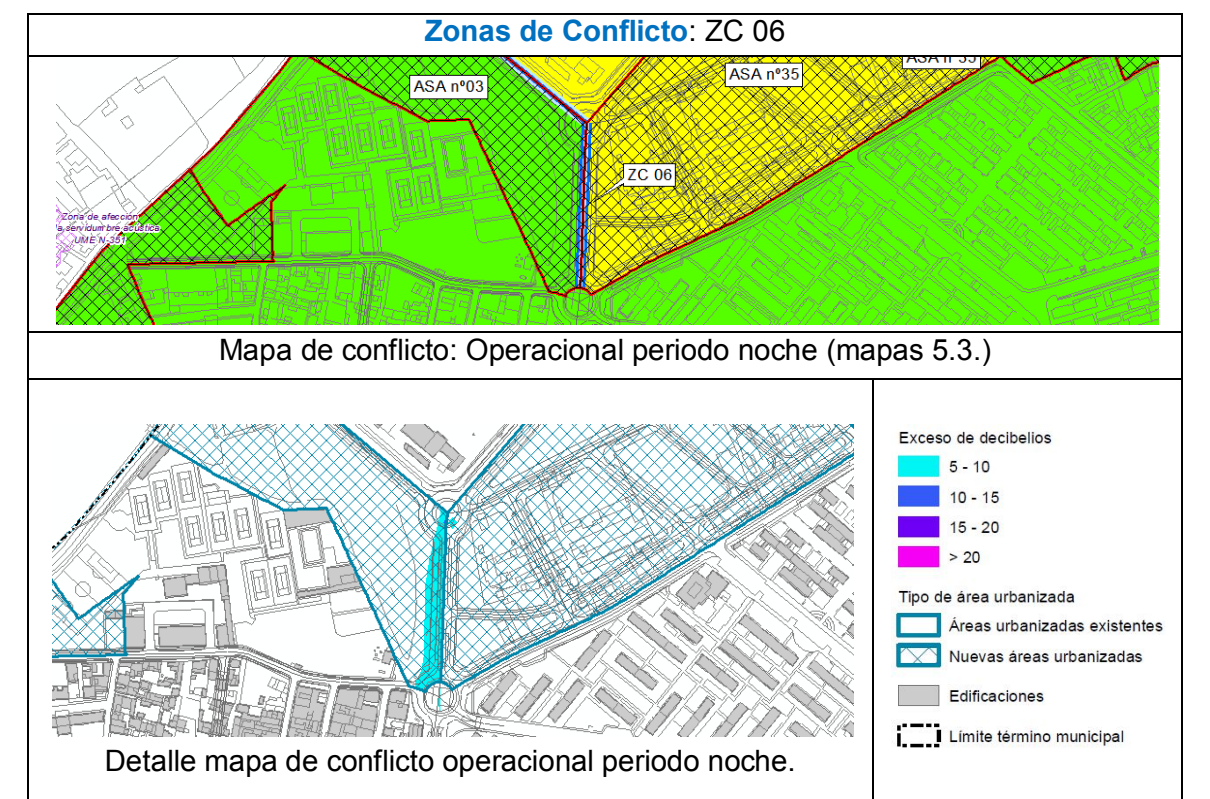 Zonas de Conflicto: ZC 06
ASA nº03
ASA nº35
ASA nº35
ZC 06
Zona de afección
a servidumbre acústica
UME N-351
Mapa de conflicto: Operacional periodo noche (mapas 5.3.)
Exceso de decibelios
5 - 10
10 - 15
15 - 20
> 20
Tipo de área urbanizada
Áreas urbanizadas existentes
Nuevas áreas urbanizadas
Edificaciones
Límite término municipal
Detalle mapa de conflicto operacional periodo noche.